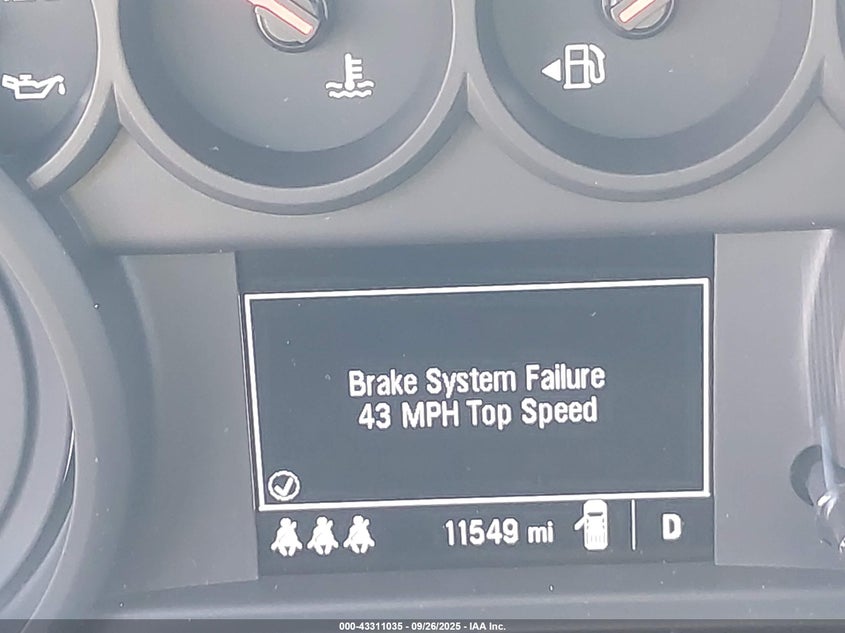 Brake System Failure
43 MPH Top Speed
11549 mi
D
000-43311035 - 09/26/2025 - IAA Inc.